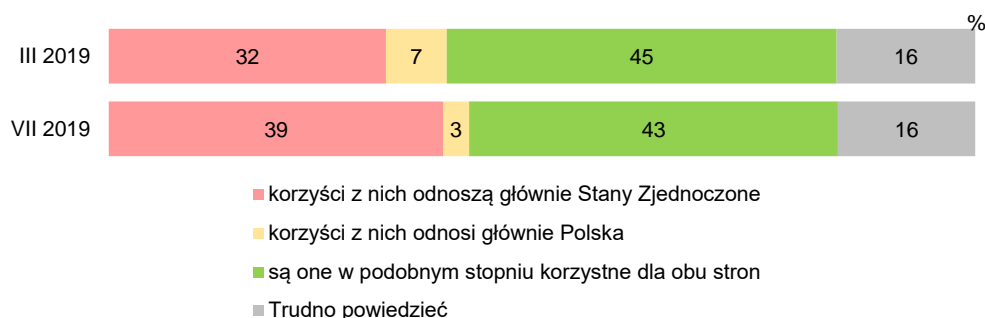 %
III 2019 32 7 45 16
VII 2019 39 3 43 16
korzyści z nich odnoszą głównie Stany Zjednoczone
korzyści z nich odnosi głównie Polska
są one w podobnym stopniu korzystne dla obu stron
Trudno powiedzieć